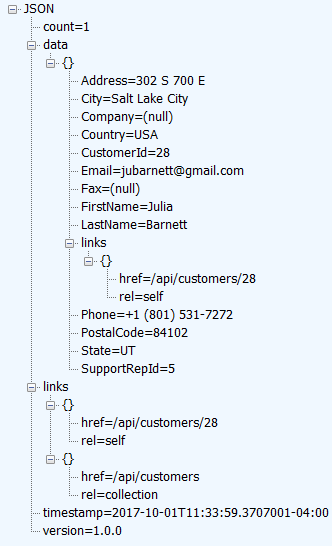 JSON
count=1
data
{}
Address=302 S 700 E
City=Salt Lake City
Company=(null)
Country=USA
CustomerId=28
Email=jubarnett@gmail.com
Fax=(null)
FirstName=Julia
LastName=Barnett
links
{}
href=/api/customers/28
rel=self
Phone=+1 (801) 531-7272
PostalCode=84102
State=UT
SupportRepId=5
links
{}
href=/api/customers/28
rel=self
{}
href=/api/customers
rel=collection
timestamp=2017-10-01T11:33:59.3707001-04:00
version=1.0.0